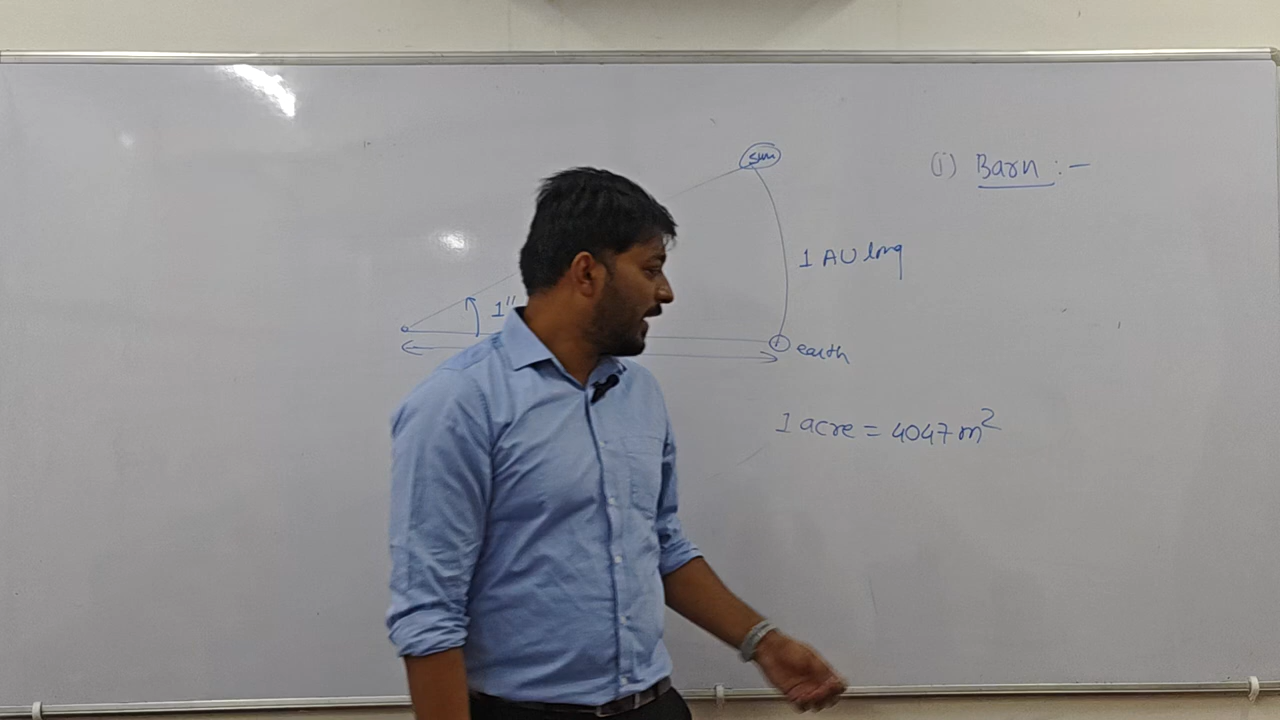 sun
(i) Barn :-
1 AU long
1"
earth
1 acre = 4047 m²